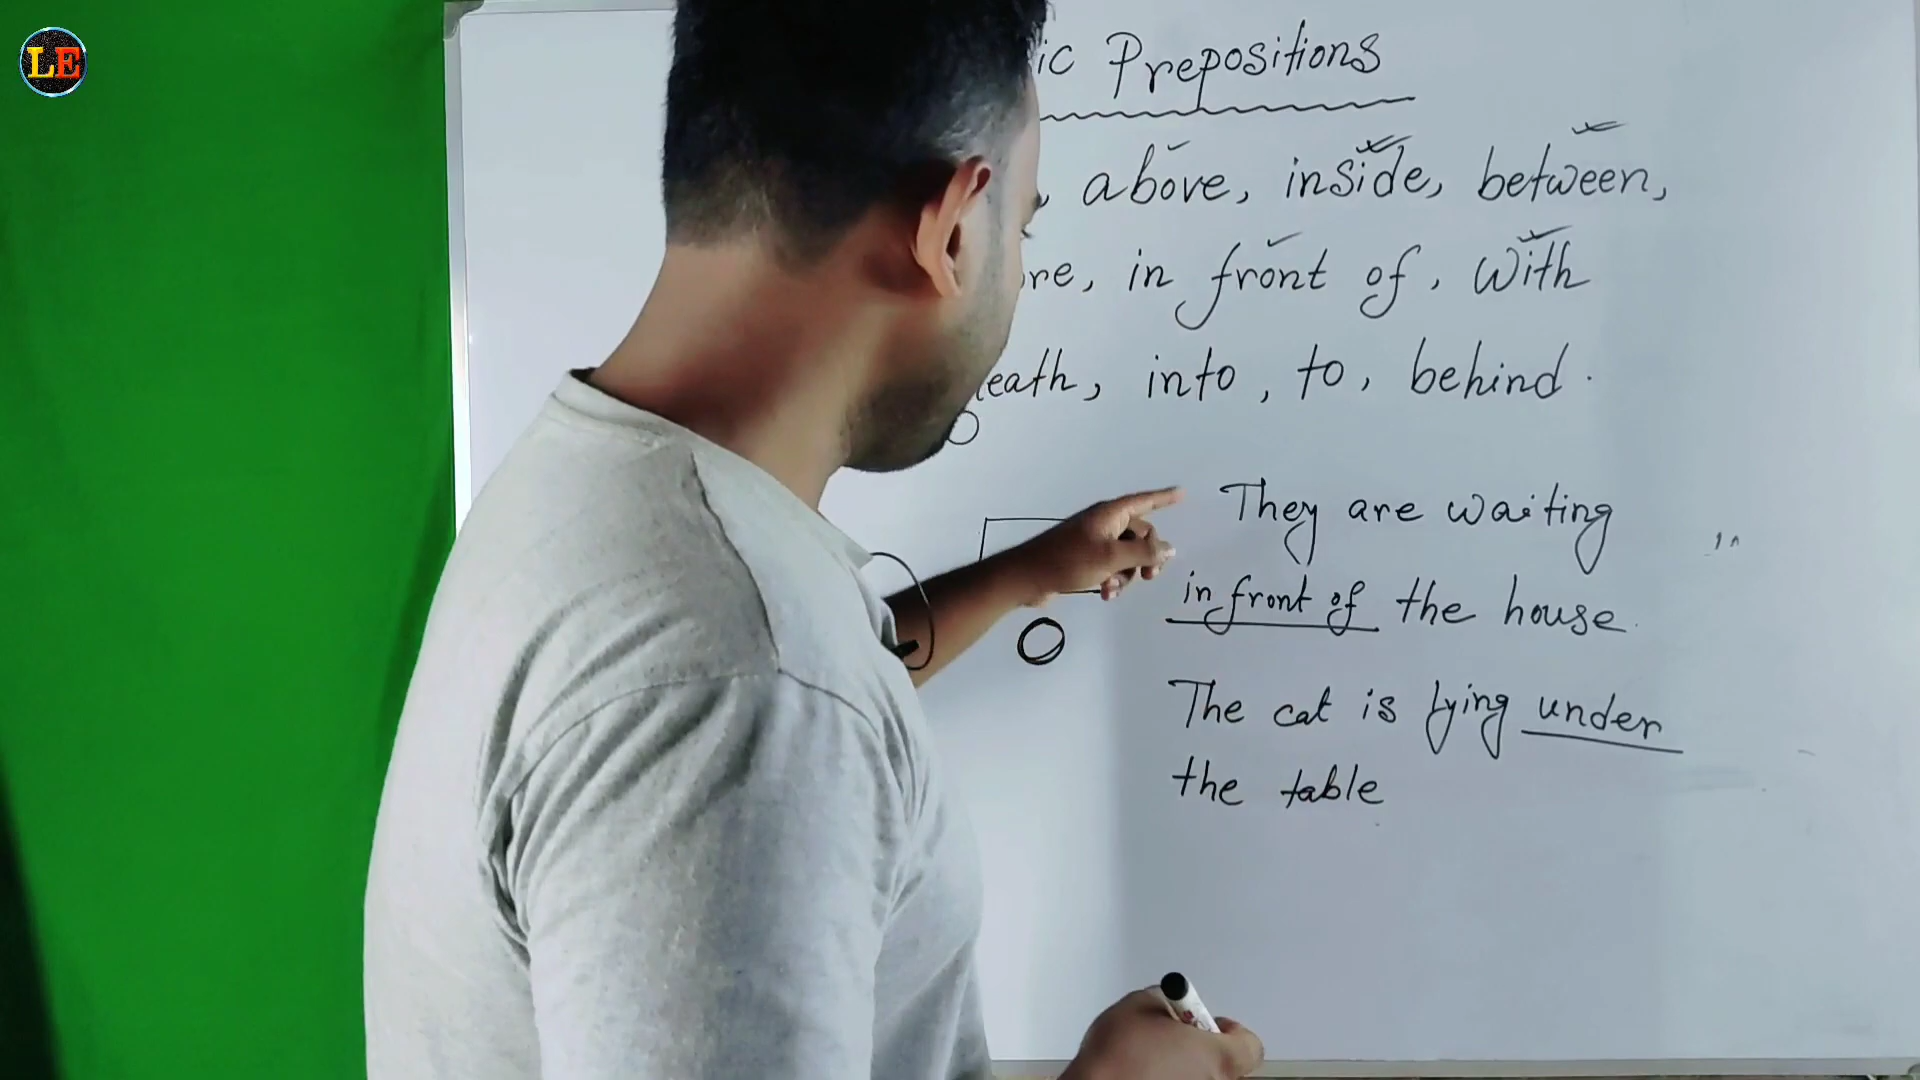 LE
Prepositions
above, inside, between,
in front of, with
into, to, behind.
They are waiting
in front of the house.
The cat is lying under
the table